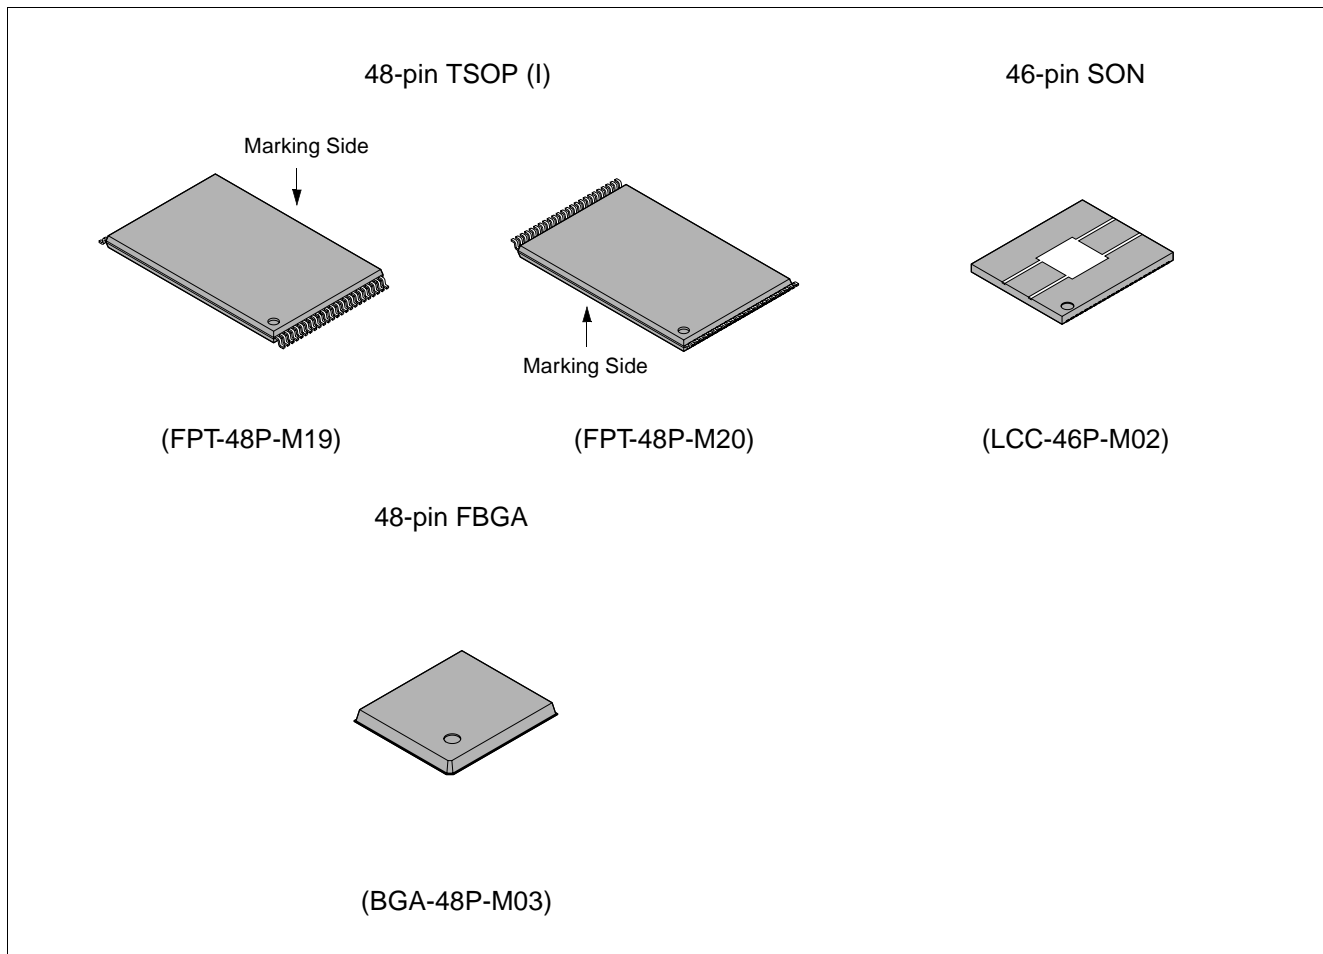 48-pin TSOP (I)
46-pin SON
Marking Side
Marking Side
(FPT-48P-M19)
(FPT-48P-M20)
(LCC-46P-M02)
48-pin FBGA
(BGA-48P-M03)